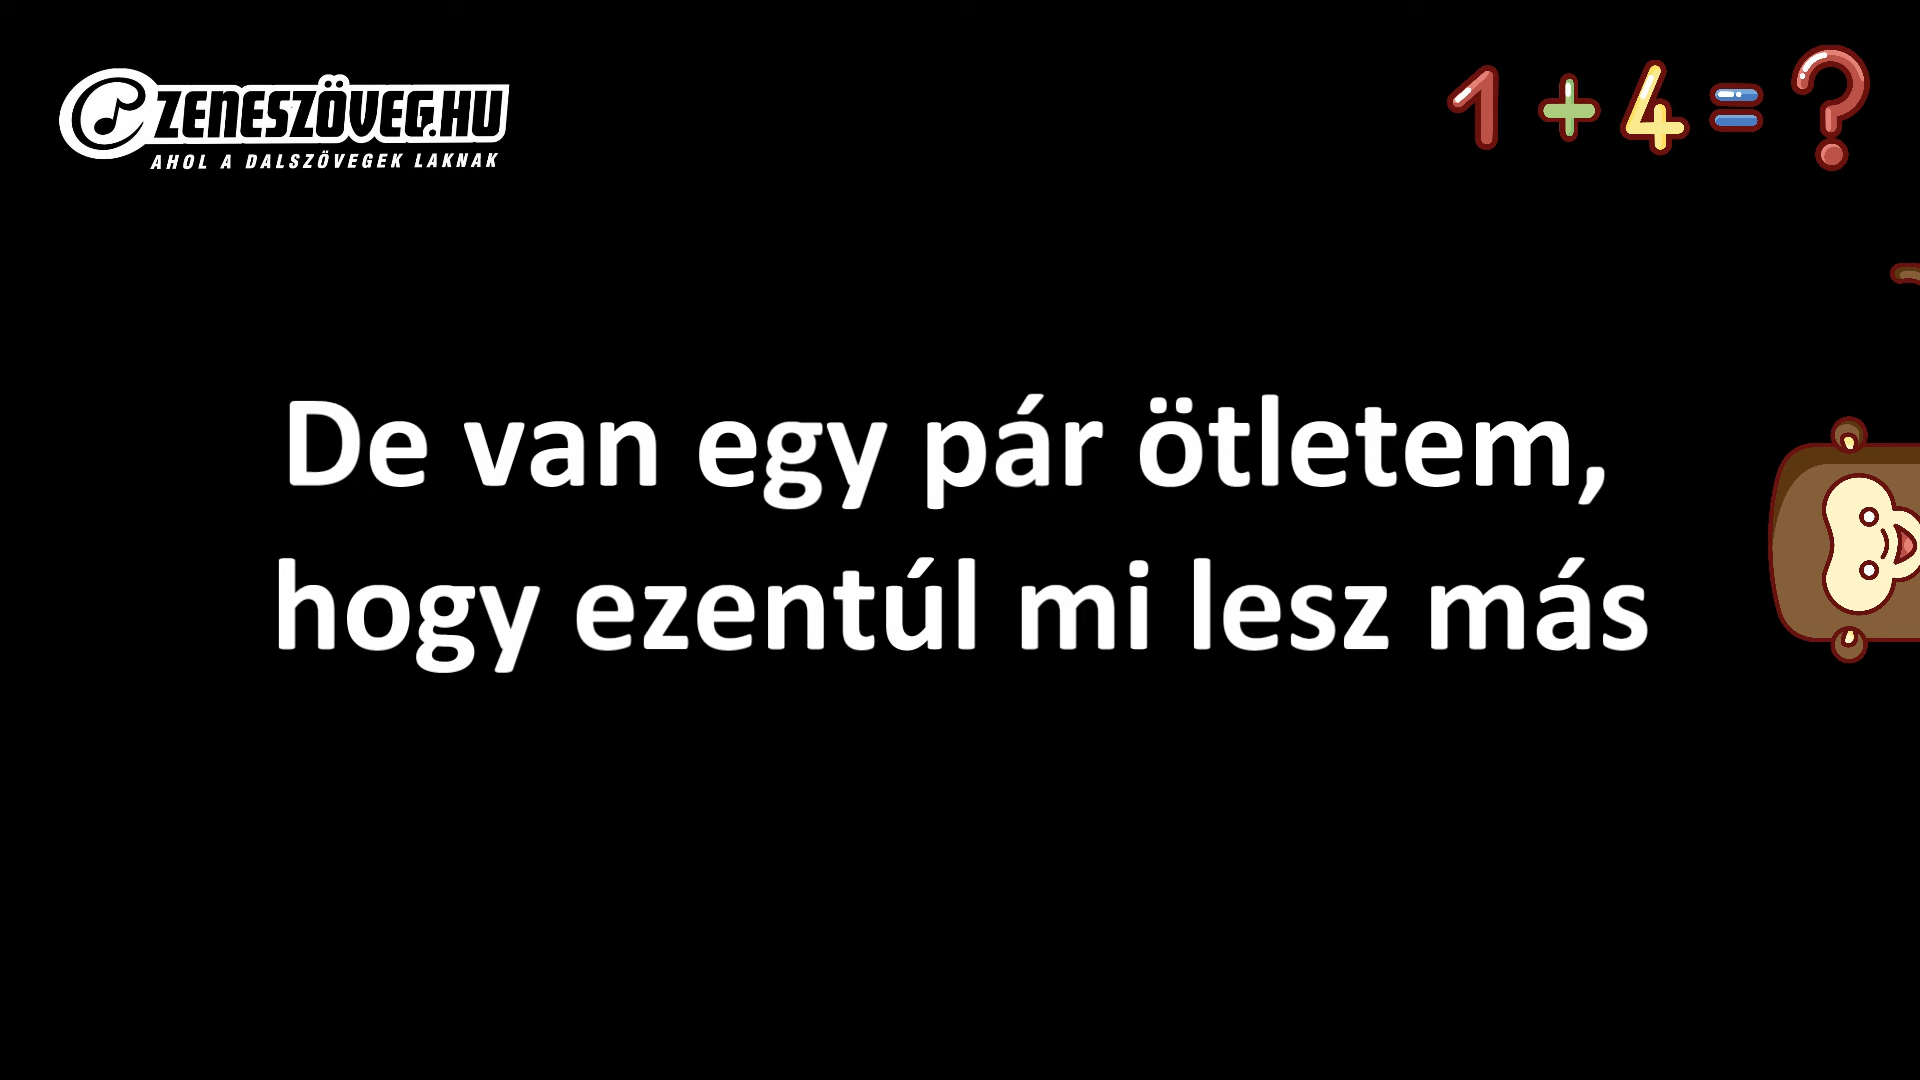 ZENESZÖVEG.HU
AHOL A DALSZÖVEGEK LAKNAK
1 + 4 = ?
De van egy pár ötletem,
hogy ezentúl mi lesz más